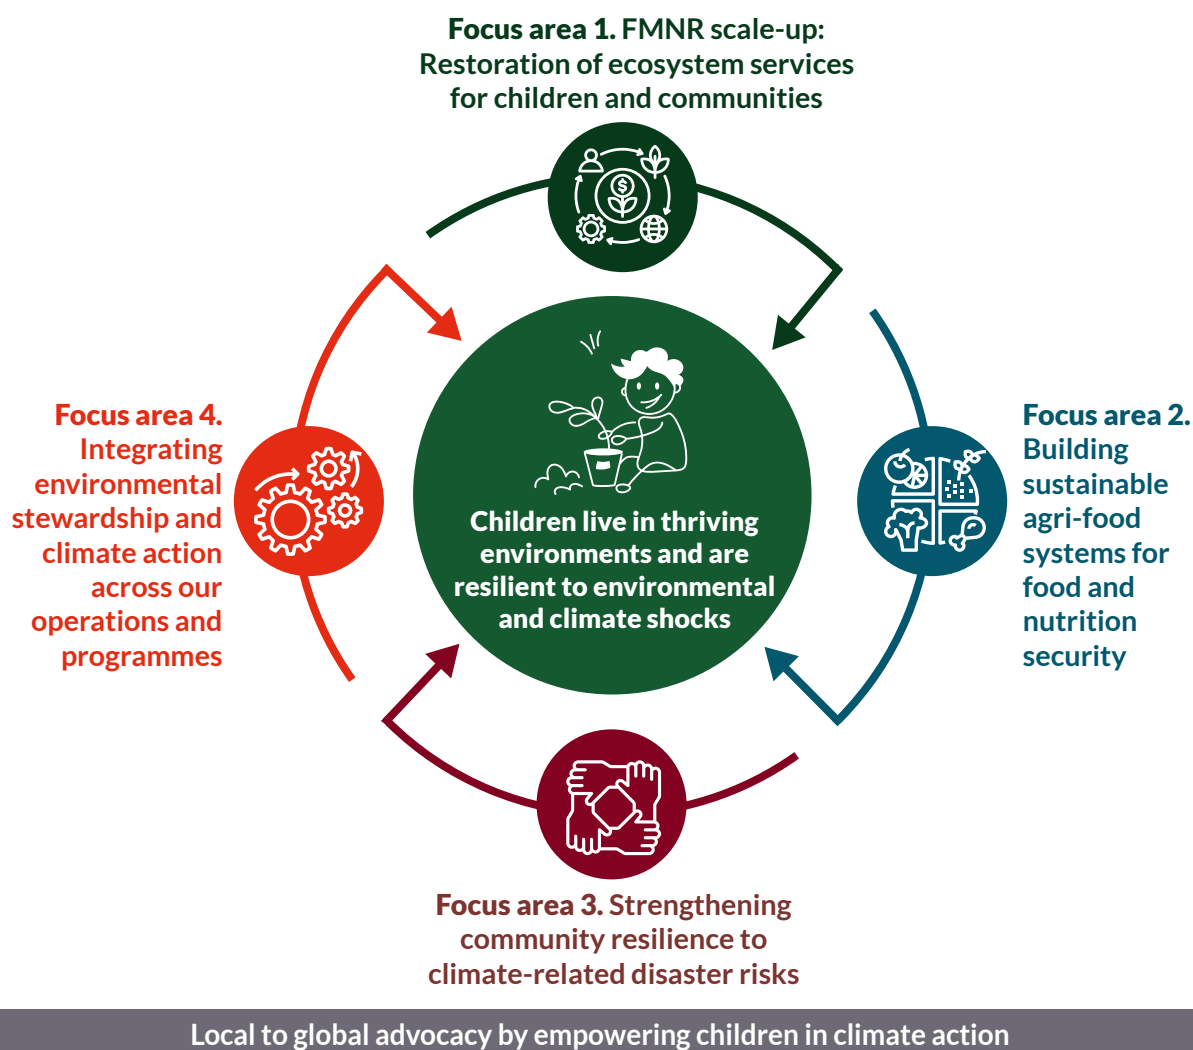 Focus area 1. FMNR scale-up:
Restoration of ecosystem services
for children and communities
$
Focus area 2.
Building
sustainable
agri-food
systems for
food and
nutrition
security
Focus area 4.
Integrating
environmental
stewardship and
climate action
across our
operations and
programmes
Children live in thriving
environments and are
resilient to environmental
and climate shocks
Focus area 3. Strengthening
community resilience to
climate-related disaster risks
Local to global advocacy by empowering children in climate action